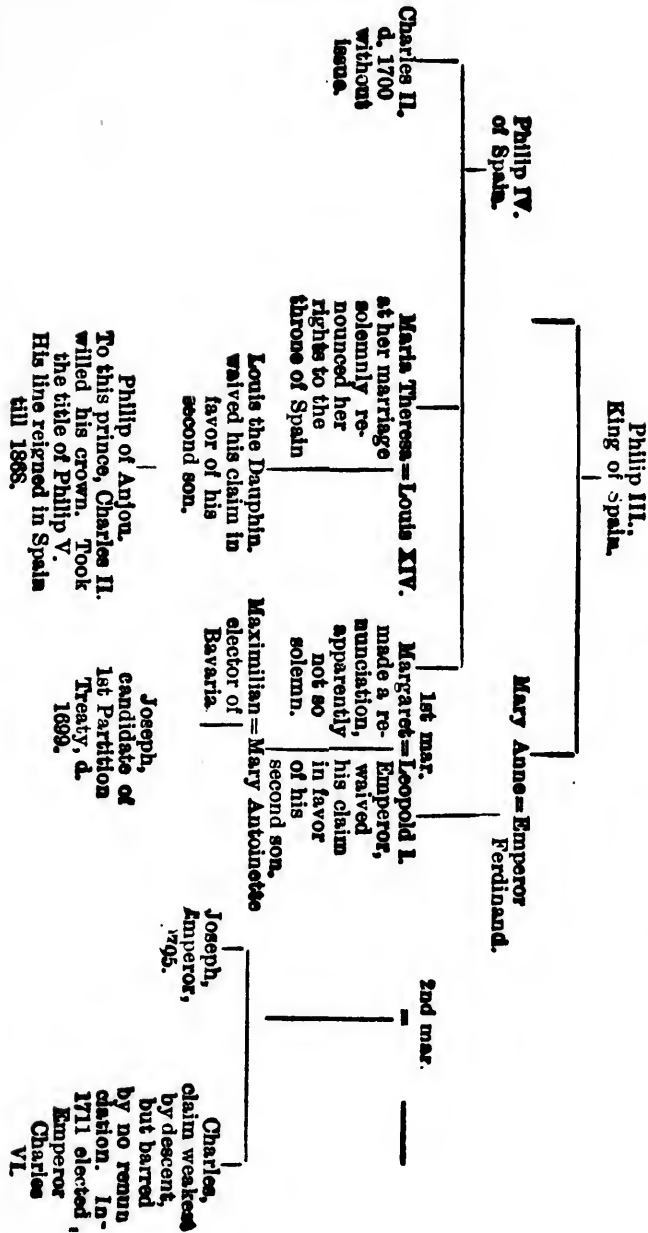 Philip III.,
King of Spain.
Philip IV.
of Spain.
Mary Anne=Emperor
Ferdinand.
Charles II.
d. 1700
without
issue.
Maria Theresa=Louis XIV.
at her marriage
solemnly re-
nounced her
rights to the
throne of Spain
1st mar.
Margaret=Leopold I.
made a re-
nunciation,
apparently
not so
solemn.
Emperor,
waived
his claim
in favor
of his
second son.
2nd mar.
=
Louis the Dauphin.
waived his claim in
favor of his
second son.
Maximilian=Mary Antoinette
elector of
Bavaria.
Joseph,
Emperor,
1705.
Charles,
claim weakest
by descent,
but barred
by no renun
ciation. In-
1711 elected,
Emperor
Charles
VI.
Philip of Anjou.
To this prince, Charles II.
willed his crown. Took
the title of Philip V.
His line reigned in Spain
till 1868.
Joseph,
candidate of
1st Partition
Treaty, d.
1699.